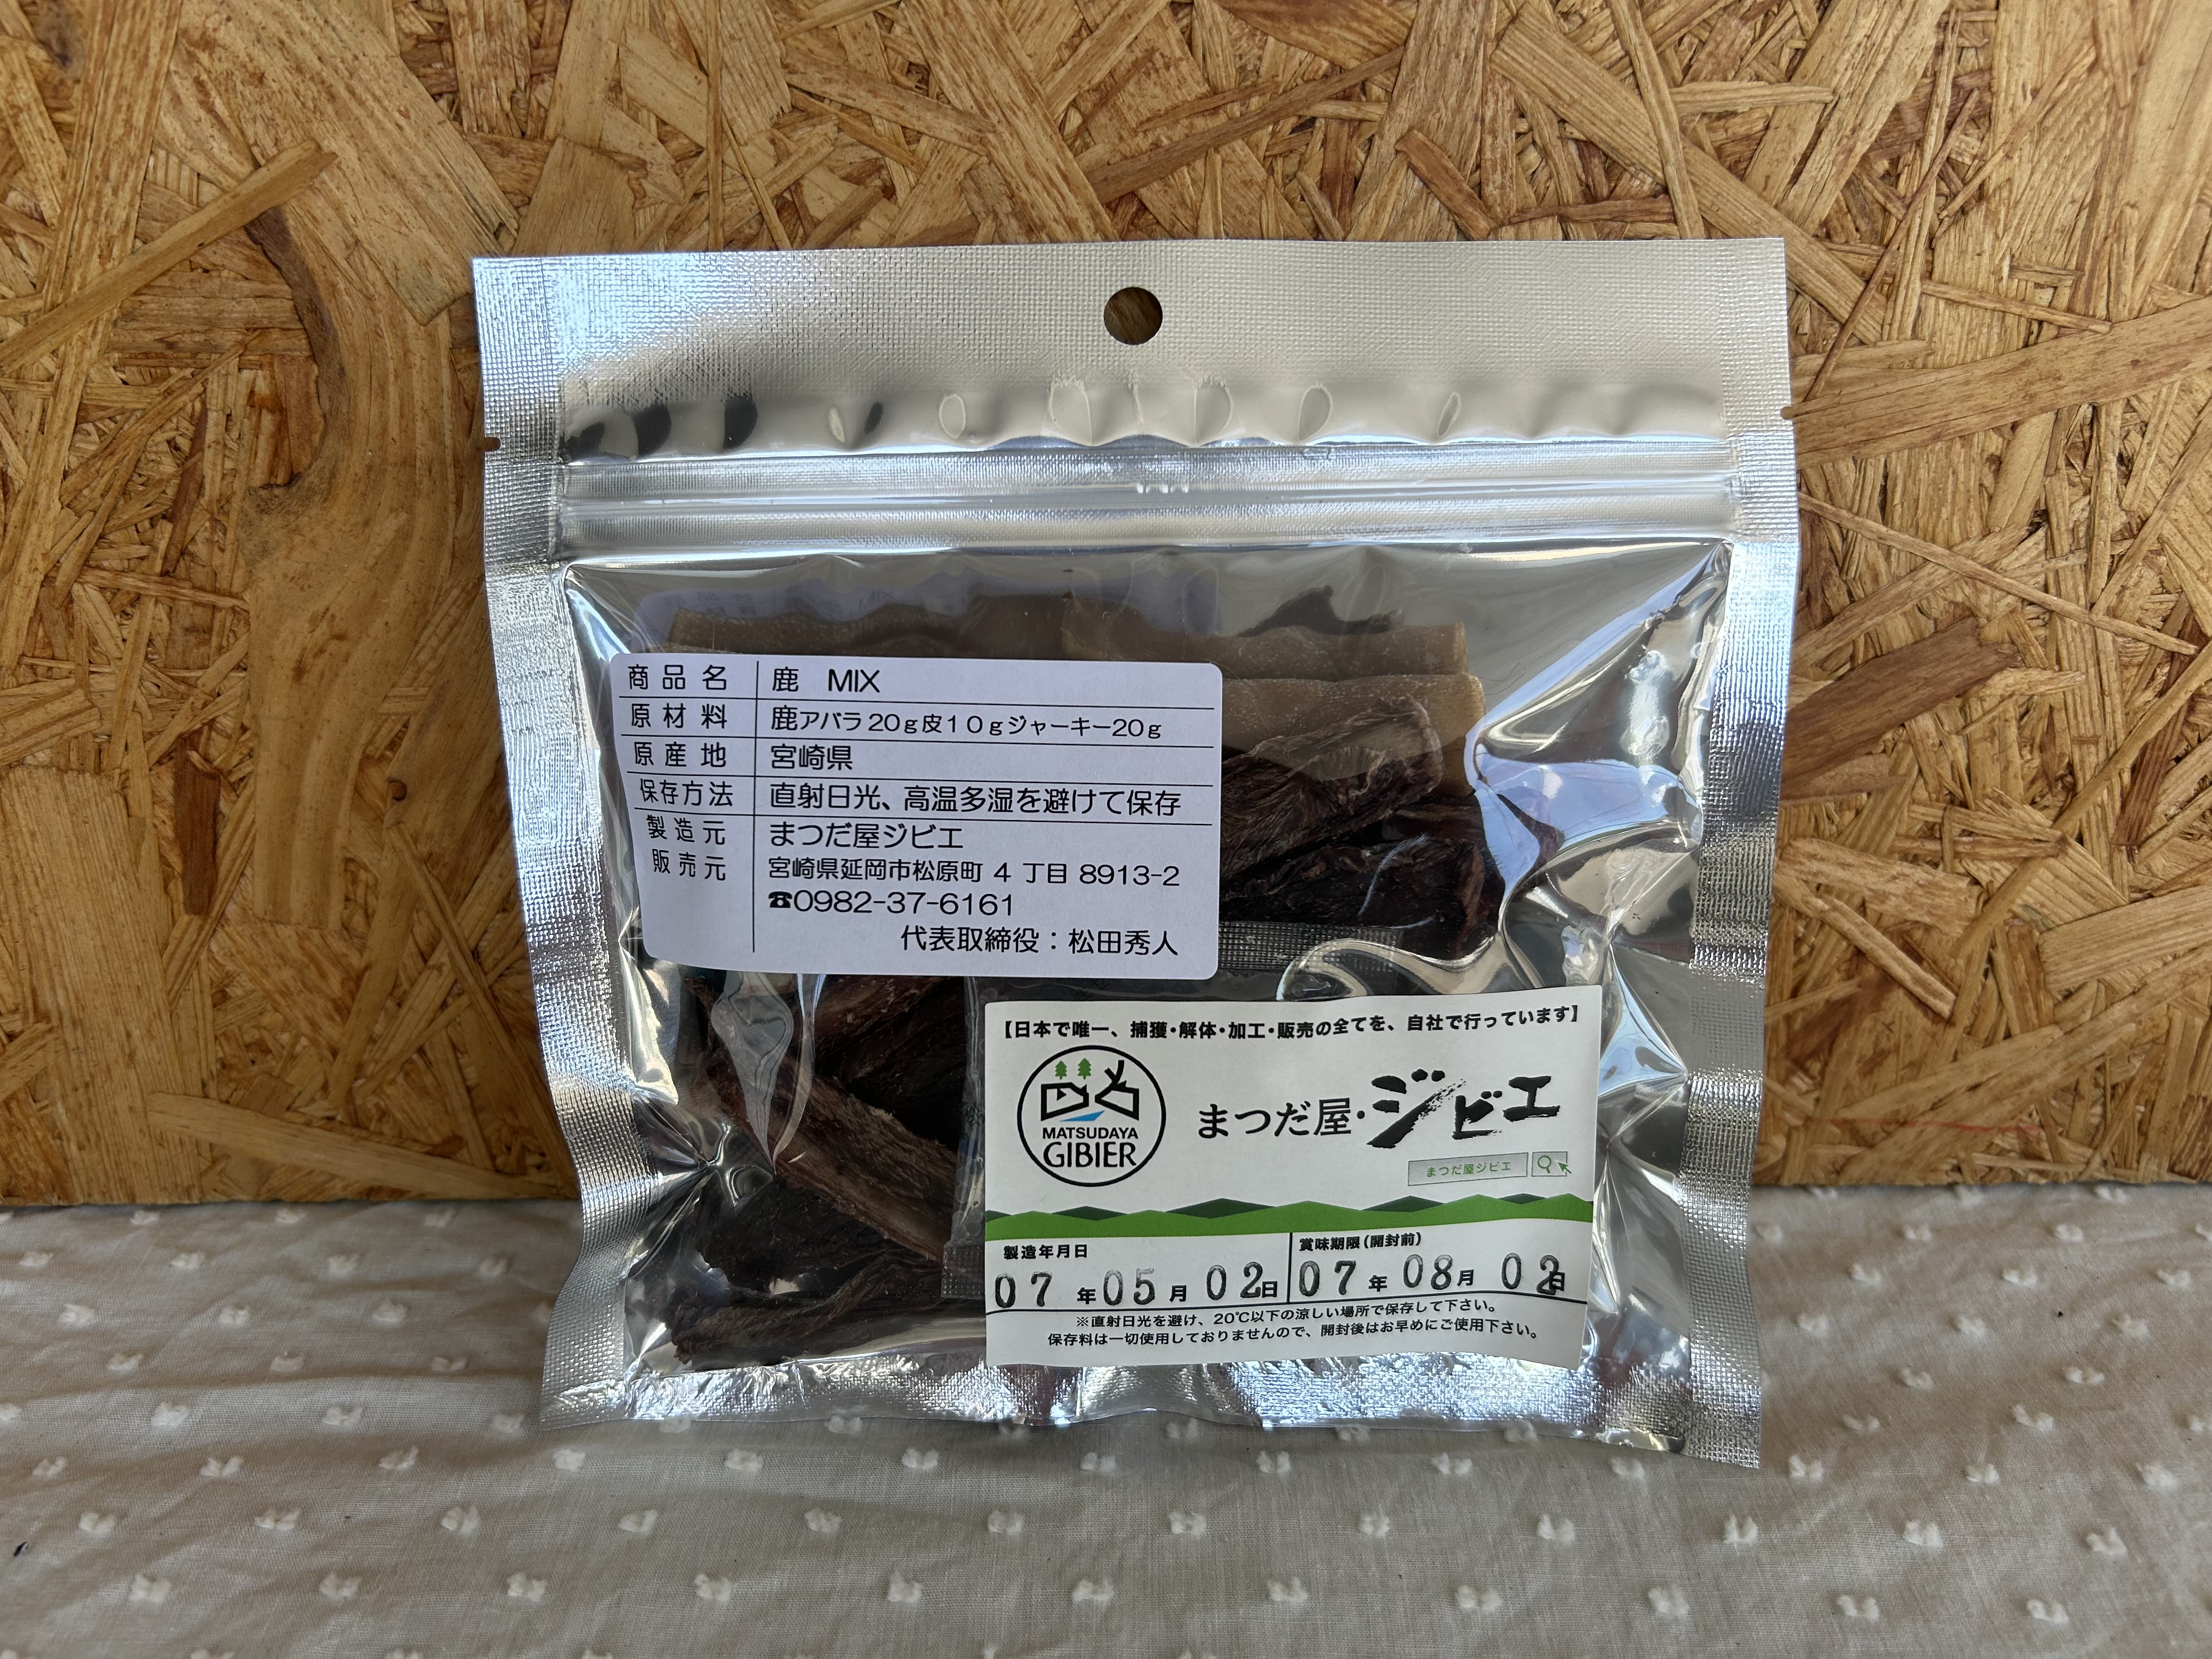 商品名 鹿 MIX
原材料 鹿アバラ20g皮10gジャーキー20g
原産地 宮崎県
保存方法 直射日光、高温多湿を避けて保存
製造元 まつだ屋ジビエ
販売元 宮崎県延岡市松原町 4 丁目 8913-2
☎0982-37-6161
代表取締役：松田秀人
【日本で唯一、捕獲・解体・加工・販売の全てを、自社で行っています】
MATSUDAYA
GIBIER
まつだ屋・ジビエ
まつだ屋ジビエ
製造年月日 賞味期限(開封前)
07年05月02日 07年08月02日
※直射日光を避け、20℃以下の涼しい場所で保存して下さい。
保存料は一切使用しておりませんので、開封後はお早めにご使用下さい。